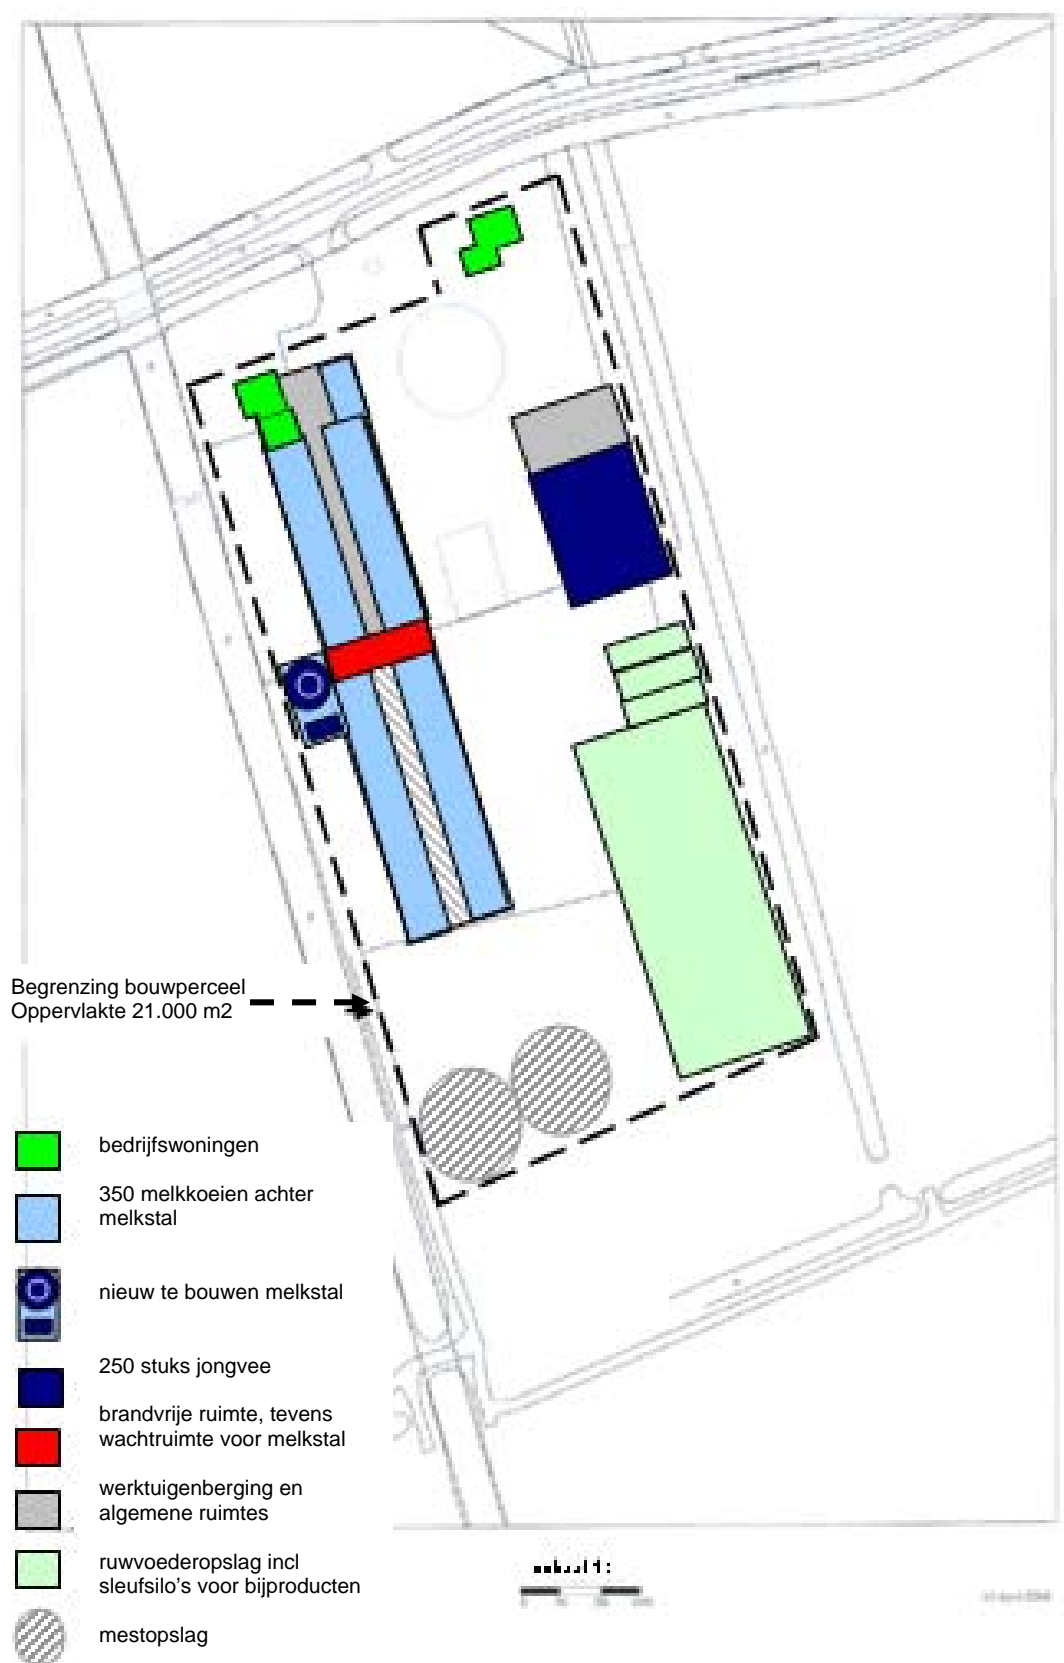 Begrenzing bouwperceel
Oppervlakte 21.000 m2
bedrijfswoningen
350 melkkoeien achter
melkstal
nieuw te bouwen melkstal
250 stuks jongvee
brandvrije ruimte, tevens
wachtruimte voor melkstal
werktuigenberging en
algemene ruimtes
ruwvoederopslag incl
sleufsilo's voor bijproducten
mestopslag